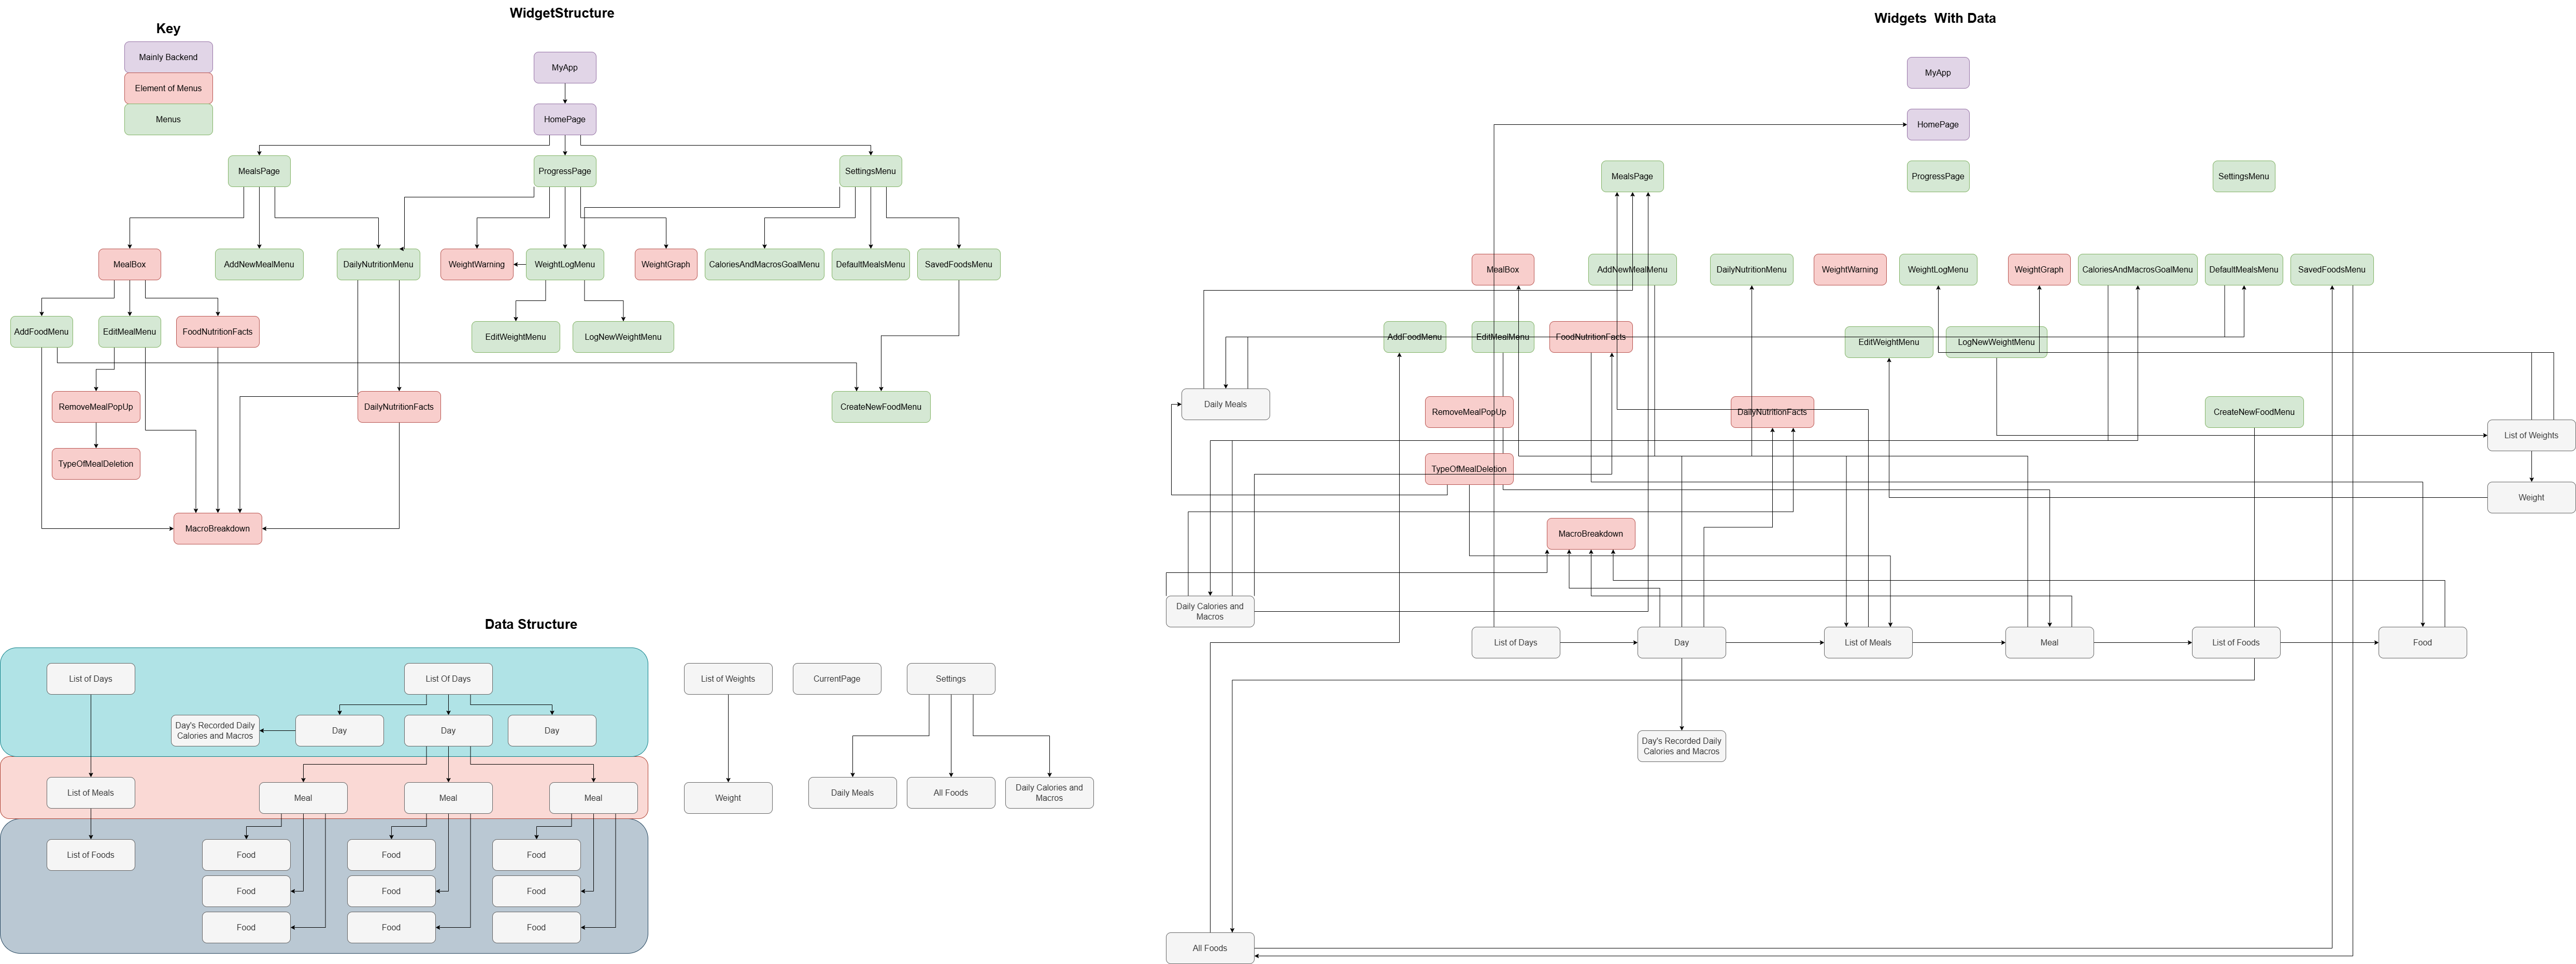 WidgetStructure
Key
Mainly Backend
Element of Menus
Menus
MyApp
HomePage
MealsPage
ProgressPage
SettingsMenu
MealBox
AddNewMealMenu
DailyNutritionMenu
WeightWarning
WeightLogMenu
WeightGraph
CaloriesAndMacrosGoalMenu
DefaultMealsMenu
SavedFoodsMenu
AddFoodMenu
EditMealMenu
FoodNutritionFacts
EditWeightMenu
LogNewWeightMenu
RemoveMealPopUp
DailyNutritionFacts
CreateNewFoodMenu
TypeOfMealDeletion
MacroBreakdown
Data Structure
List of Days
List Of Days
Day's Recorded Daily
Calories and Macros
Day
Day
Day
List of Meals
Meal
Meal
Meal
List of Foods
Food
Food
Food
Food
Food
Food
Food
Food
Food
List of Weights
CurrentPage
Settings
Weight
Daily Meals
All Foods
Daily Calories and
Macros
Widgets  With Data
MyApp
HomePage
MealsPage
ProgressPage
SettingsMenu
MealBox
AddNewMealMenu
DailyNutritionMenu
WeightWarning
WeightLogMenu
WeightGraph
CaloriesAndMacrosGoalMenu
DefaultMealsMenu
SavedFoodsMenu
AddFoodMenu
EditMealMenu
FoodNutritionFacts
EditWeightMenu
LogNewWeightMenu
Daily Meals
RemoveMealPopUp
DailyNutritionFacts
CreateNewFoodMenu
List of Weights
TypeOfMealDeletion
Weight
MacroBreakdown
Daily Calories and
Macros
List of Days
Day
List of Meals
Meal
List of Foods
Food
Day's Recorded Daily
Calories and Macros
All Foods